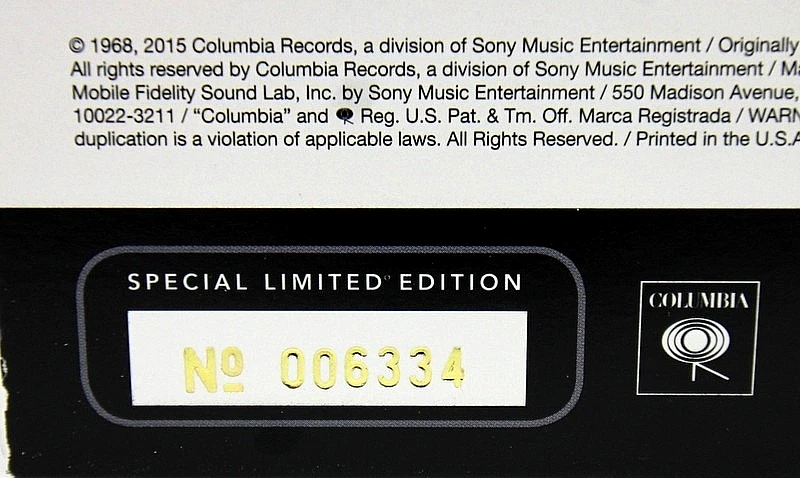 © 1968, 2015 Columbia Records, a division of Sony Music Entertainment / Originally
All rights reserved by Columbia Records, a division of Sony Music Entertainment /
Mobile Fidelity Sound Lab, Inc. by Sony Music Entertainment / 550 Madison Avenue,
10022-3211 / “Columbia” and Reg. U.S. Pat. & Tm. Off. Marca Registrada /
duplication is a violation of applicable laws. All Rights Reserved. / Printed in the U.S.A
SPECIAL LIMITED EDITION
Nº 006334
COLUMBIA